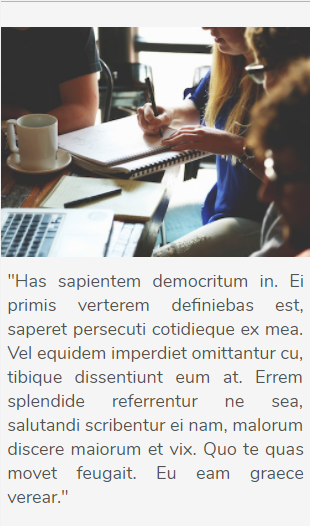 "Has sapientem democritum in. Ei
primis verterem definiebas est,
saperet persecuti cotidieque ex mea.
Vel equidem imperdiet omittantur cu,
tibique dissentiunt eum at. Errem
splendide referrentur ne sea,
salutandi scribentur ei nam, malorum
discere maiorum et vix. Quo te quas
movet feugait. Eu eam graece
verear."